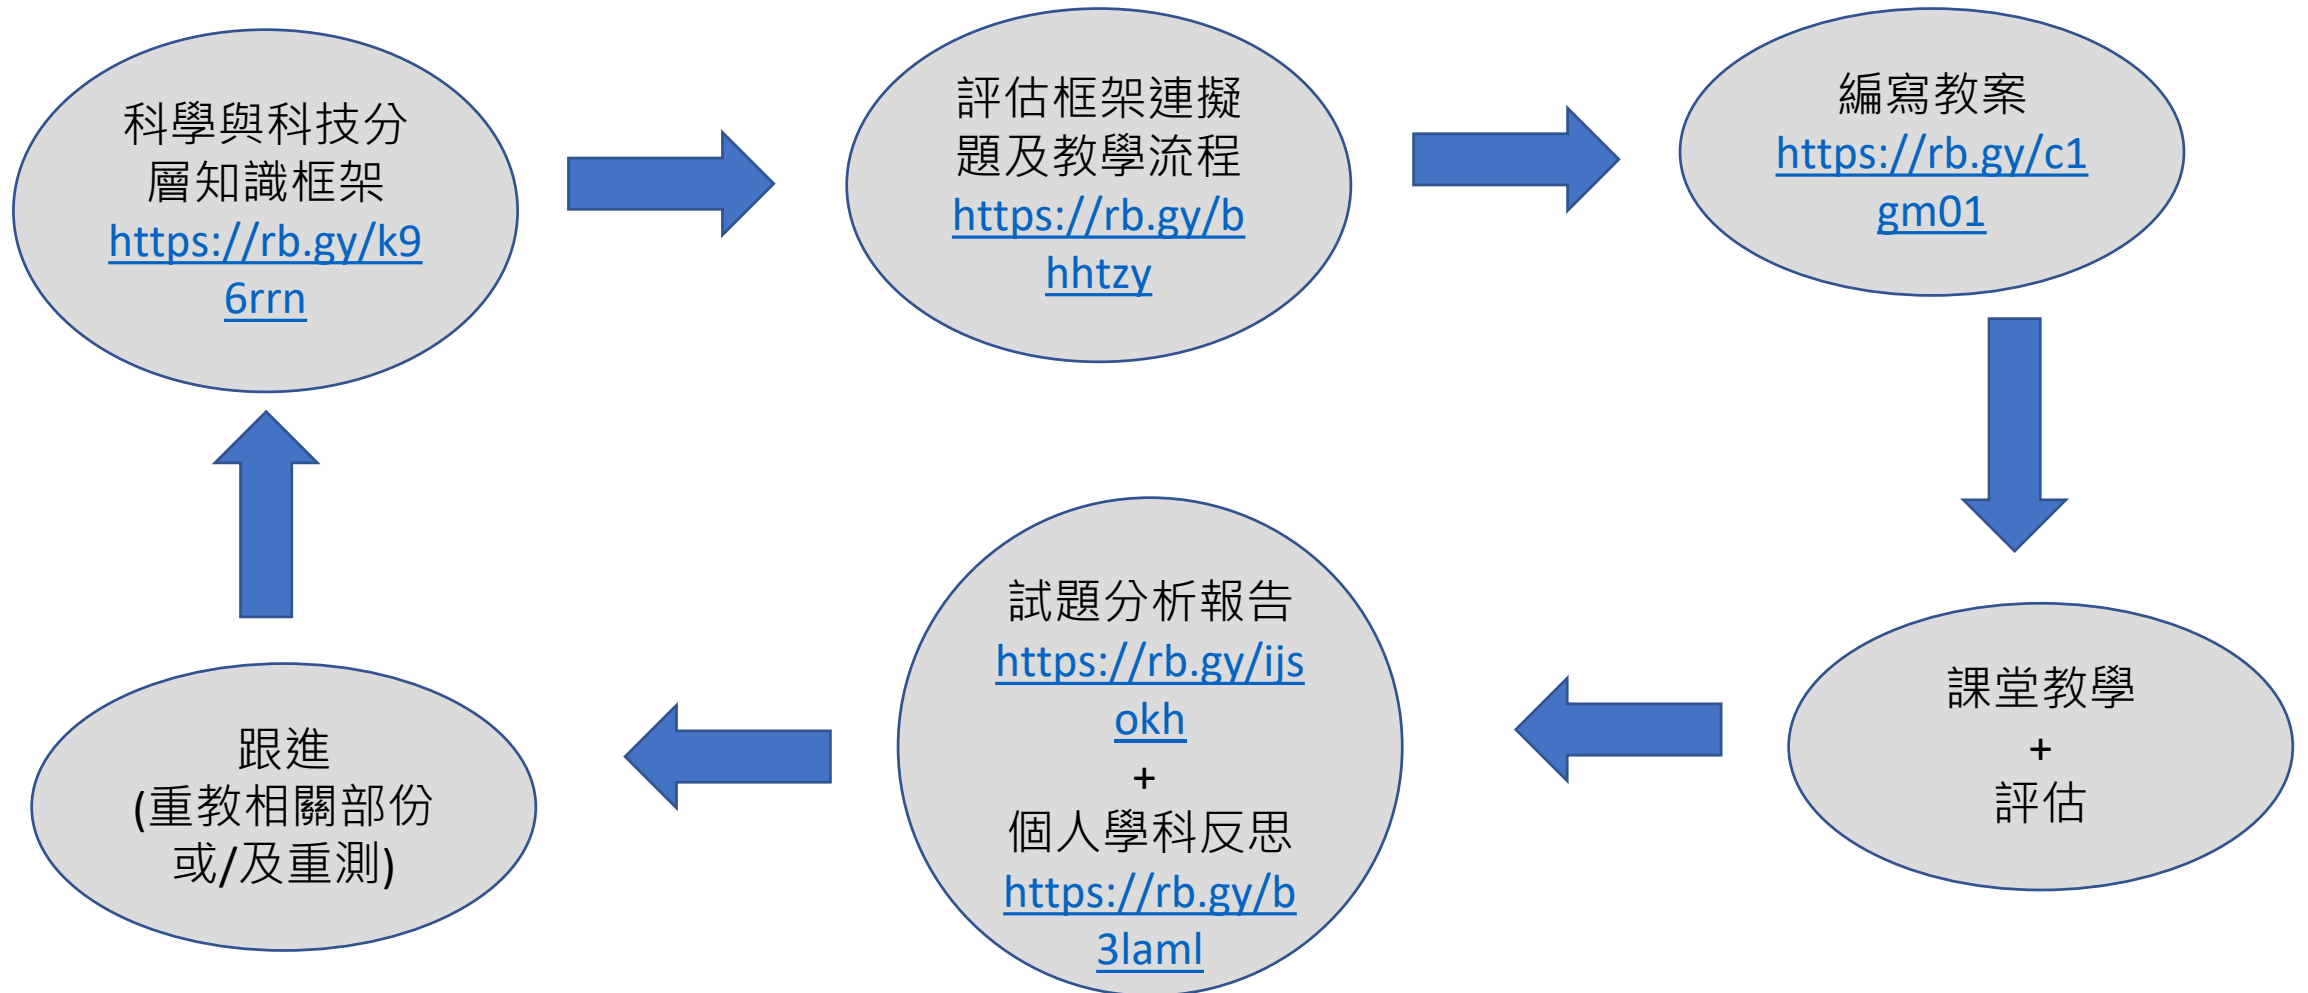 科學與科技分
層知識框架
https://rb.gy/k9
6rrn
評估框架連擬
題及教學流程
https://rb.gy/b
hhtzy
編寫教案
https://rb.gy/c1
gm01
課堂教學
+
評估
試題分析報告
https://rb.gy/ijs
okh
+
個人學科反思
https://rb.gy/b
3laml
跟進
(重教相關部份
或/及重測)